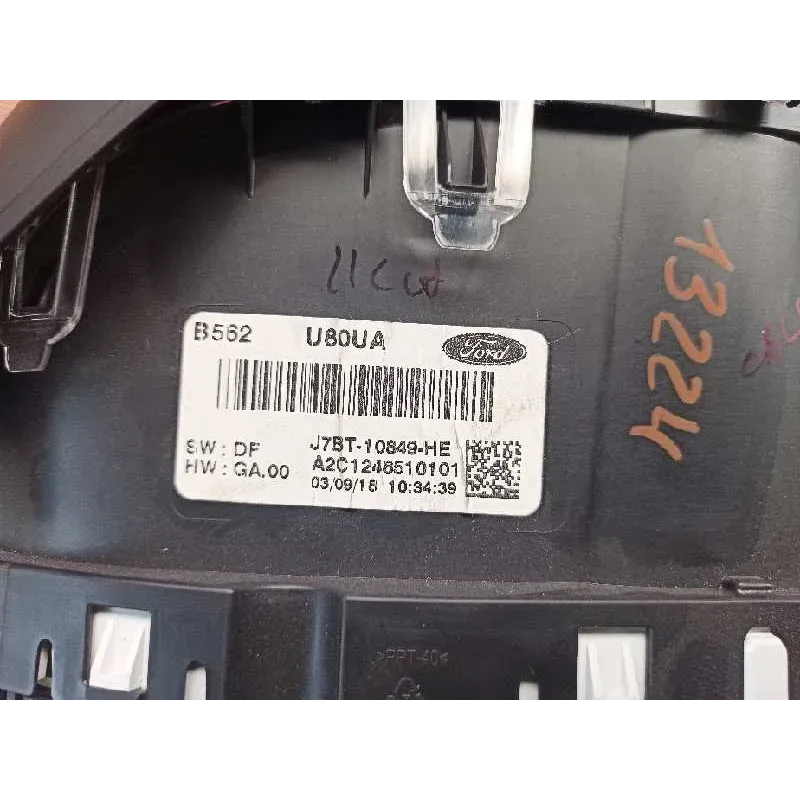 B562 U80UA Ford
SW : DF J7BT-10849-HE
HW : GA.00 A2C1246510101
03/09/18 10:34:39
13224
>PPT-40<